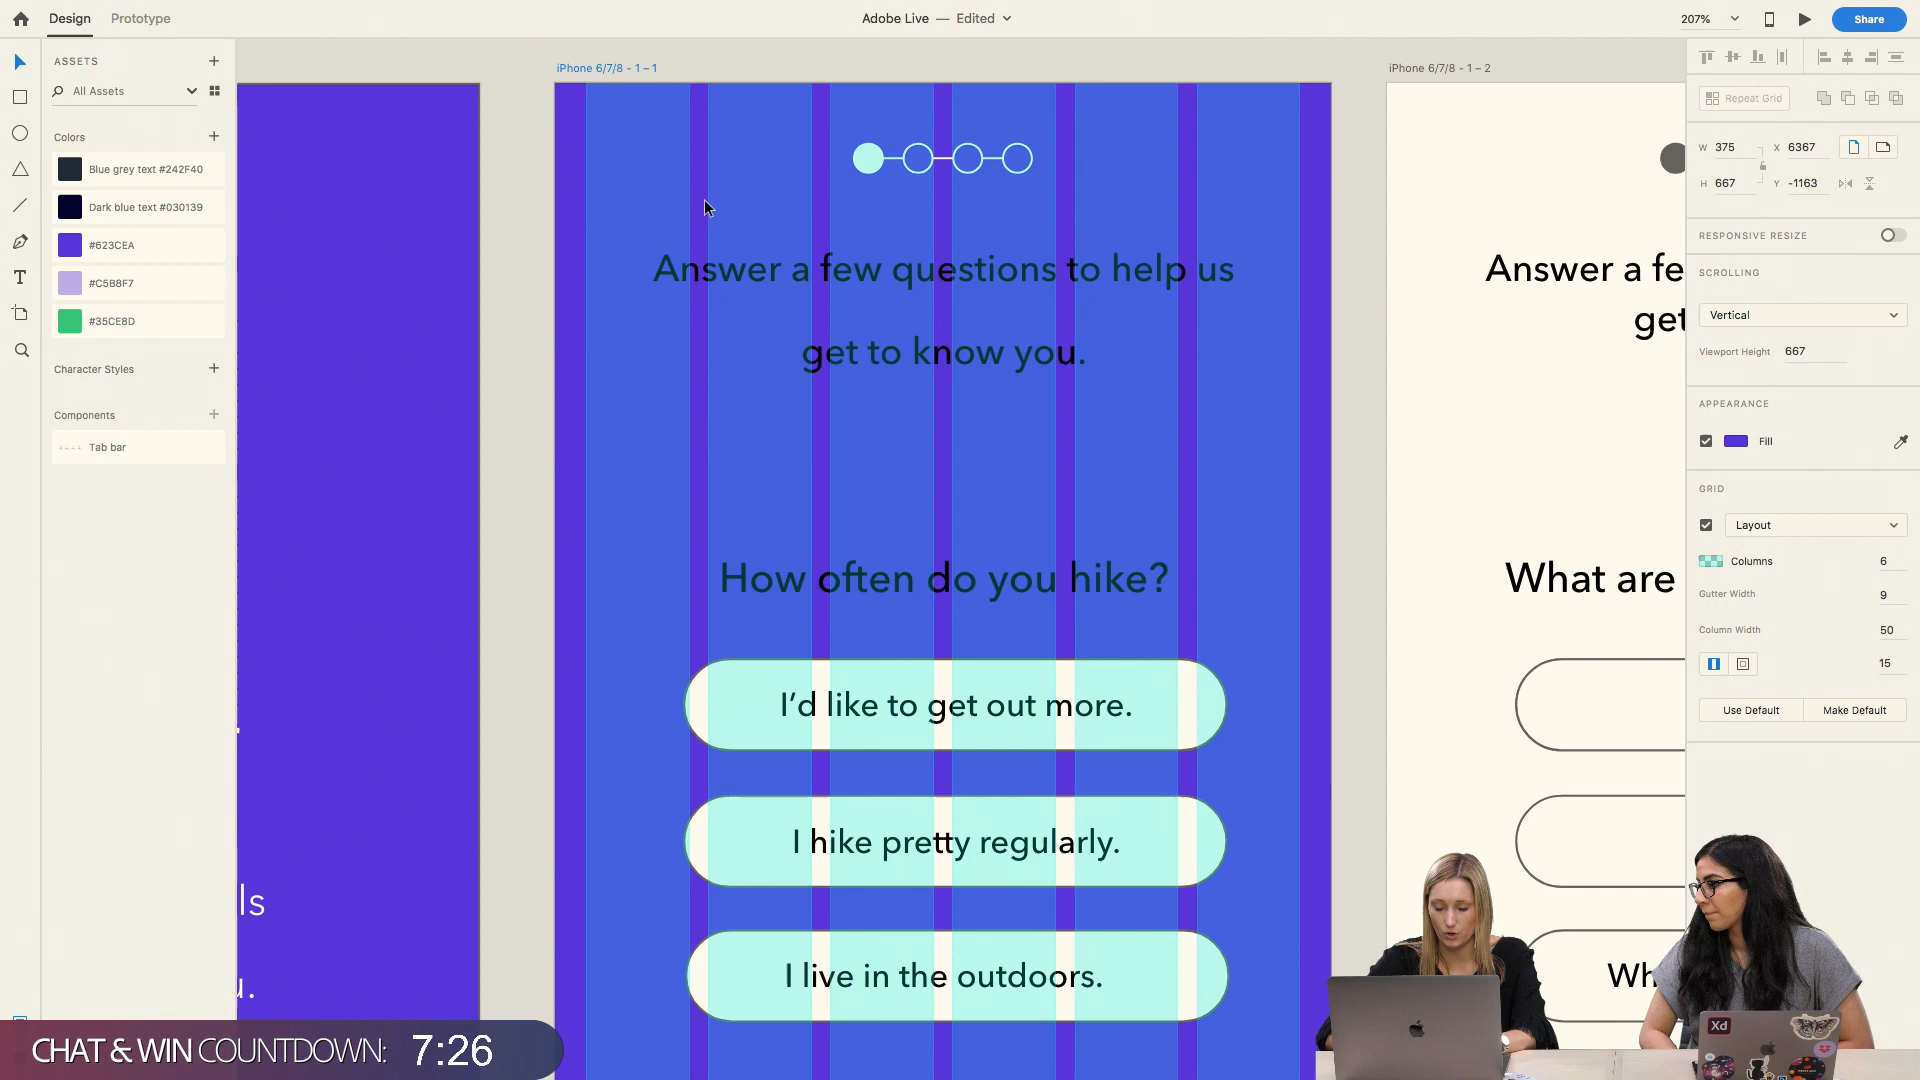 Design Prototype
Adobe Live — Edited
207%
Share
ASSETS
All Assets
Colors
Blue grey text #242F40
Dark blue text #030139
#623CEA
#C5B8F7
#35CE8D
Character Styles
Components
Tab bar
ls
u.
iPhone 6/7/8 - 1 – 1
Answer a few questions to help us
get to know you.
How often do you hike?
I’d like to get out more.
I hike pretty regularly.
I live in the outdoors.
iPhone 6/7/8 - 1 – 2
Answer a fe
get
What are
Wh
Repeat Grid
W 375 X 6367
H 667 Y -1163
RESPONSIVE RESIZE
SCROLLING
Vertical
Viewport Height 667
APPEARANCE
Fill
GRID
Layout
Columns 6
Gutter Width 9
Column Width 50
15
Use Default Make Default
CHAT & WIN COUNTDOWN: 7:26
Xd